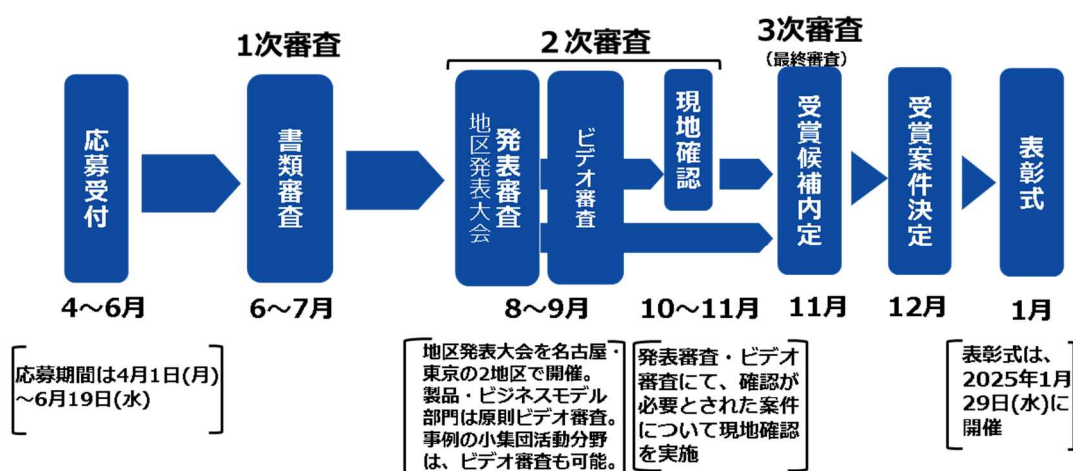 1次審査
2次審査
3次審査
(最終審査)
応募受付
書類審査
発表審査
地区発表大会
ビデオ審査
現地確認
受賞候補内定
受賞案件決定
表彰式
4～6月
6～7月
8～9月
10～11月
11月
12月
1月
応募期間は4月1日(月)
～6月19日(水)
地区発表大会を名古屋・
東京の2地区で開催。
製品・ビジネスモデル
部門は原則ビデオ審査。
事例の小集団活動分野
は、ビデオ審査も可能。
発表審査・ビデオ
審査にて、確認が
必要とされた案件
について現地確認
を実施
表彰式は、
2025年1月
29日(水)に
開催